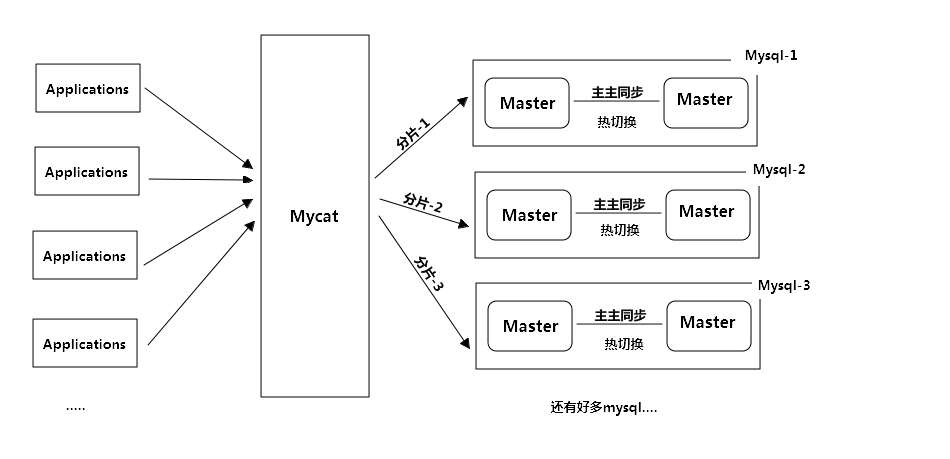 Applications
Applications
Applications
Applications
.....
Mycat
分片-1
分片-2
分片-3
Mysql-1
Master
主主同步
热切换
Master
Mysql-2
Master
主主同步
热切换
Master
Mysql-3
Master
主主同步
热切换
Master
还有好多mysql....